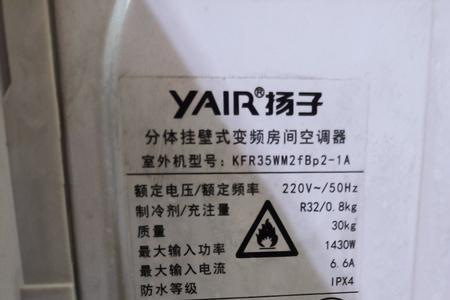 YAIR®扬子
分体挂壁式变频房间空调器
室外机型号: KFR35WM2fBp2-1A
额定电压/额定频率 220V~/50Hz
制冷剂/充注量 R32/0.8kg
质量 30kg
最大输入功率 1430W
最大输入电流 6.6A
防水等级 IPX4